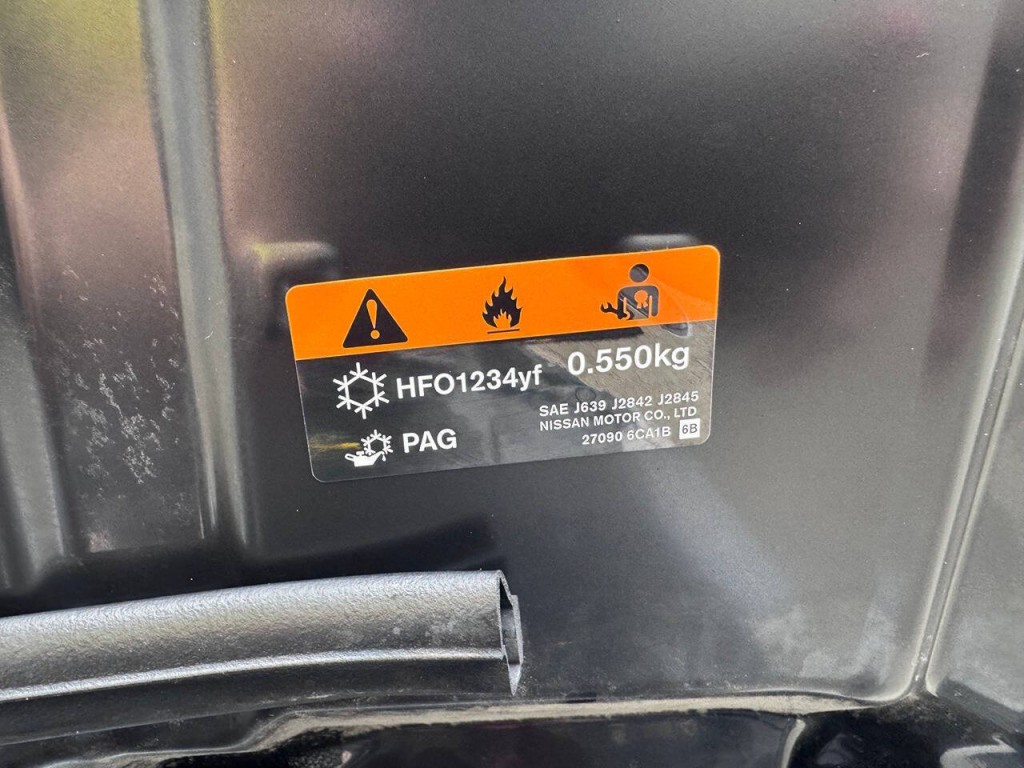 HFO1234yf 0.550kg
SAE J639 J2842 J2845
NISSAN MOTOR CO., LTD
PAG
27090 6CA1B 6B